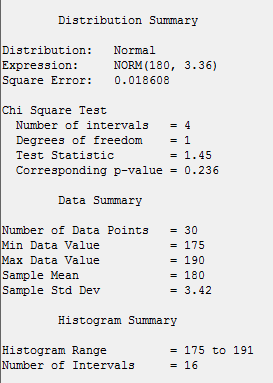 Distribution Summary
Distribution: Normal
Expression: NORM(180, 3.36)
Square Error: 0.018608
Chi Square Test
Number of intervals = 4
Degrees of freedom = 1
Test Statistic = 1.45
Corresponding p-value = 0.236
Data Summary
Number of Data Points = 30
Min Data Value = 175
Max Data Value = 190
Sample Mean = 180
Sample Std Dev = 3.42
Histogram Summary
Histogram Range = 175 to 191
Number of Intervals = 16